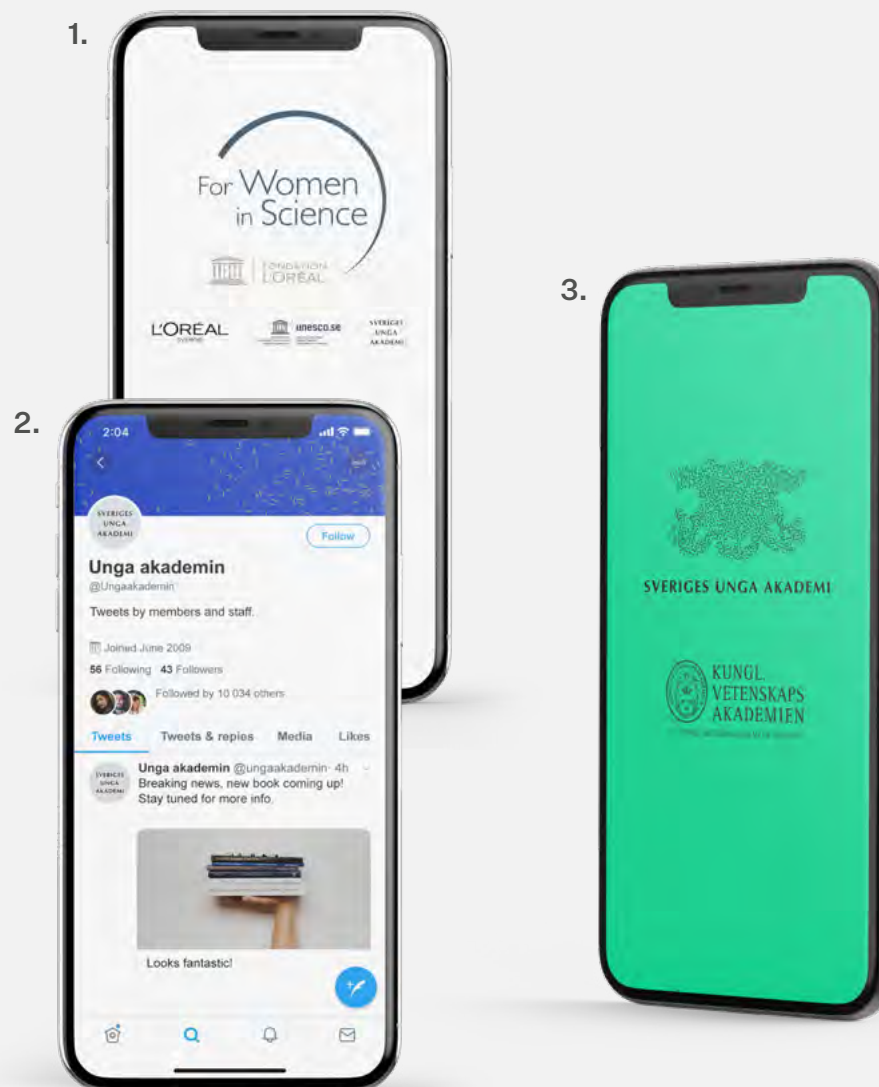 1.
For Women
in Science
FONDATION
L'ORÉAL
L'ORÉAL
unesco.se
SVERIGES
UNGA
AKADEMI
2.
2:04
SVERIGES
UNGA
AKADEMI
Follow
Unga akademin
@Ungaakademin
Tweets by members and staff.
Joined June 2009
56 Following 43 Followers
Followed by 10 034 others
Tweets Tweets & repios Media Likes
SVERIGES
UNGA
AKADEMI
Unga akademin @ungaakademin· 4h
Breaking news, new book coming up!
Stay tuned for more info.
Looks fantastic!
3.
SVERIGES UNGA AKADEMI
KUNGL.
VETENSKAPS
AKADEMIEN